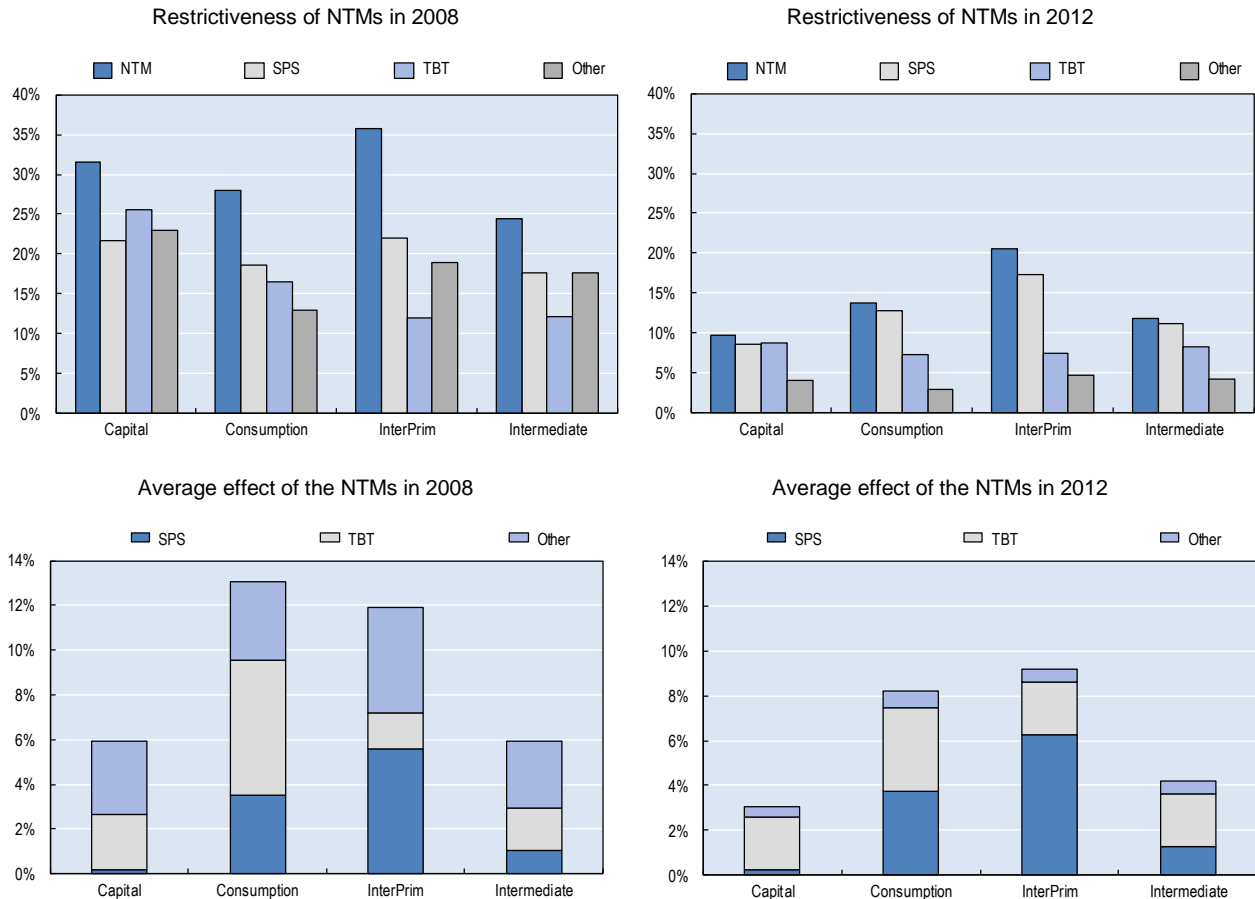 Restrictiveness of NTMs in 2008
NTM SPS TBT Other
40%
35%
30%
25%
20%
15%
10%
5%
0%
Capital Consumption InterPrim Intermediate
Restrictiveness of NTMs in 2012
NTM SPS TBT Other
40%
35%
30%
25%
20%
15%
10%
5%
0%
Capital Consumption InterPrim Intermediate
Average effect of the NTMs in 2008
SPS TBT Other
14%
12%
10%
8%
6%
4%
2%
0%
Capital Consumption InterPrim Intermediate
Average effect of the NTMs in 2012
SPS TBT Other
14%
12%
10%
8%
6%
4%
2%
0%
Capital Consumption InterPrim Intermediate